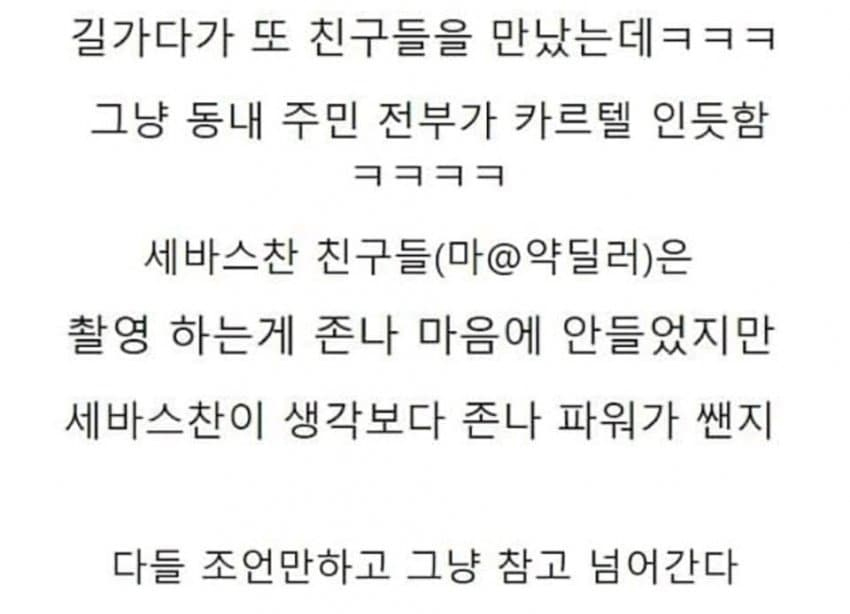 길가다가 또 친구들을 만났는데ㅋㅋㅋ
그냥 동내 주민 전부가 카르텔 인듯함
ㅋㅋㅋㅋ
세바스찬 친구들(마@약딜러)은
촬영 하는게 존나 마음에 안들었지만
세바스찬이 생각보다 존나 파워가 쌘지
다들 조언만하고 그냥 참고 넘어간다